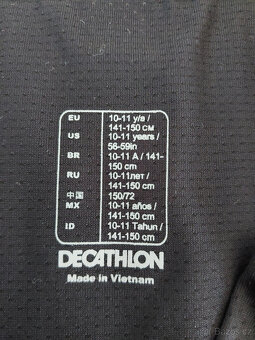 EU 10-11 y/a /
141-150 CM
US 10-11 years /
56-59in
BR 10-11 A / 141-
150 cm
RU 10-11лет /
141-150 cm
中国 150/72
MX 10-11 años /
141-150 cm
ID 10-11 Tahun /
141-150 cm
DECATHLON
Made in Vietnam